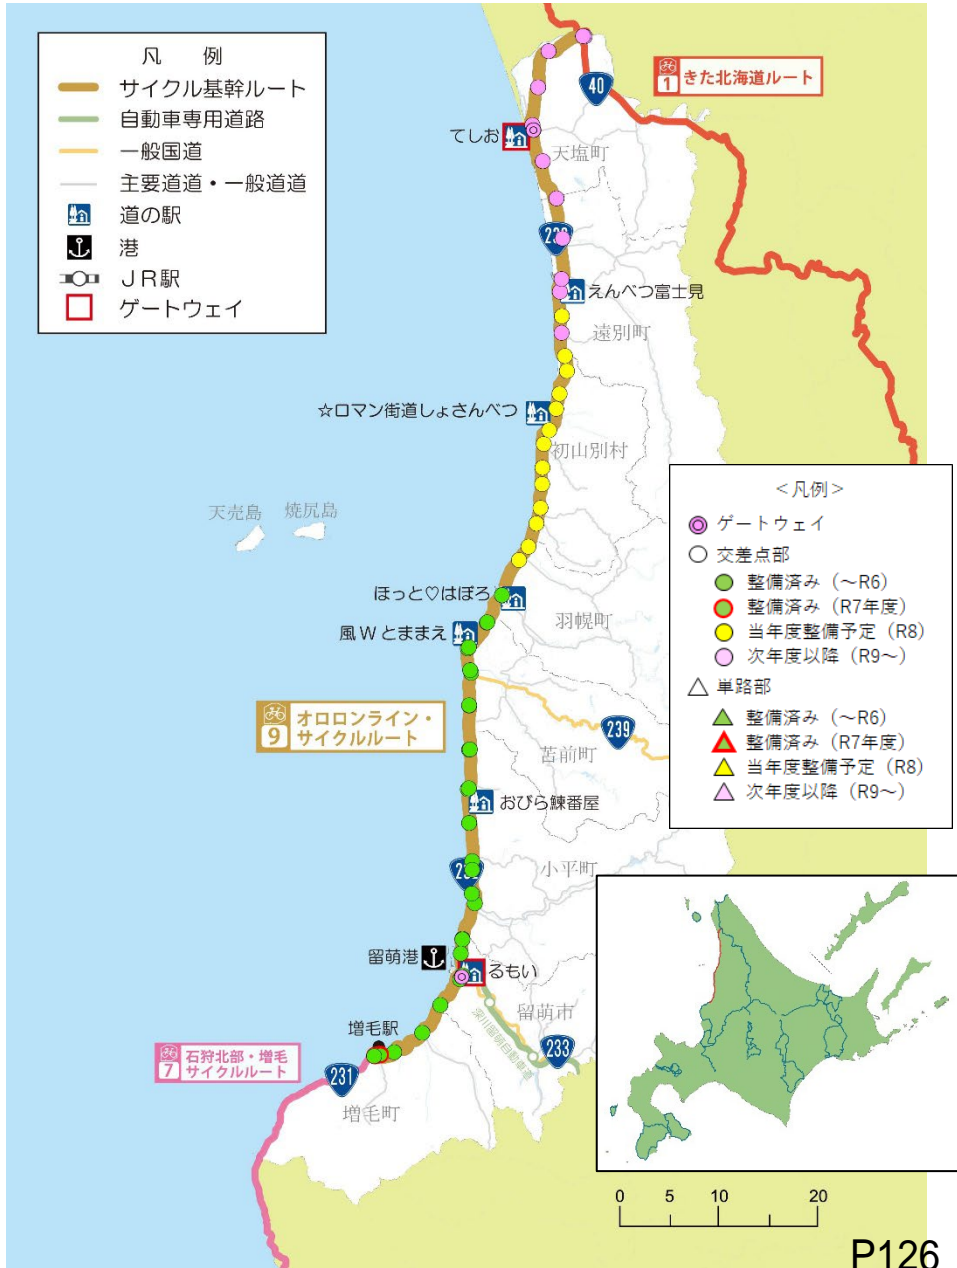 凡　例
サイクル基幹ルート
自動車専用道路
一般国道
主要道道・一般道道
道の駅
港
ＪＲ駅
ゲートウェイ
1 きた北海道ルート
40
てしお
天塩町
えんべつ富士見
遠別町
☆ロマン街道しょさんべつ
初山別村
天売島
焼尻島
ほっと♡はぼろ
羽幌町
風Ｗとままえ
9 オロロンライン・
サイクルルート
239
苫前町
おびら鰊番屋
小平町
留萌港
るもい
留萌市
深川留萌自動車道
233
増毛駅
7 石狩北部・増毛
サイクルルート
231
増毛町
＜凡例＞
ゲートウェイ
交差点部
整備済み（～R6）
整備済み（R7年度）
当年度整備予定（R8）
次年度以降（R9～）
単路部
整備済み（～R6）
整備済み（R7年度）
当年度整備予定（R8）
次年度以降（R9～）
0 5 10 20
P126